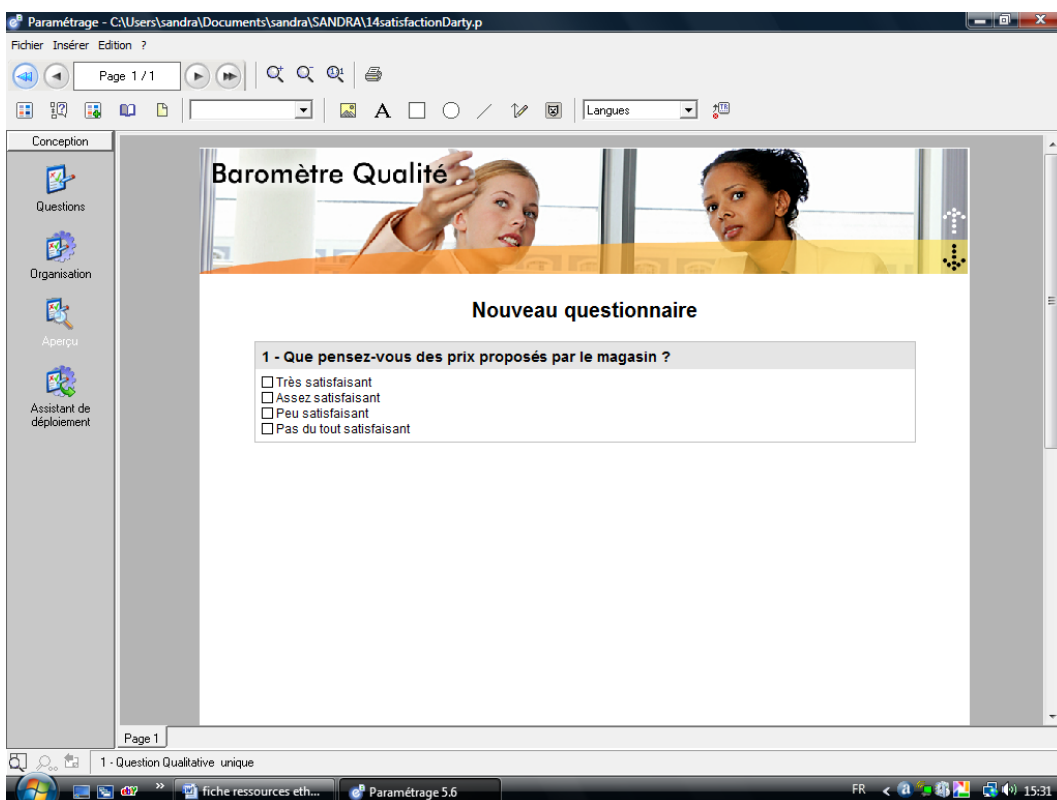 Paramétrage - C:\Users\sandra\Documents\sandra\SANDRA\14satisfactionDarty.p
Fichier Insérer Edition ?
Page 1 / 1
A
Langues
Conception
Questions
Organisation
Aperçu
Assistant de
déploiement
Baromètre Qualité
Nouveau questionnaire
1 - Que pensez-vous des prix proposés par le magasin ?
Très satisfaisant
Assez satisfaisant
Peu satisfaisant
Pas du tout satisfaisant
Page 1
1 - Question Qualitative unique
fiche ressources eth...
Paramétrage 5.6
FR
15:31